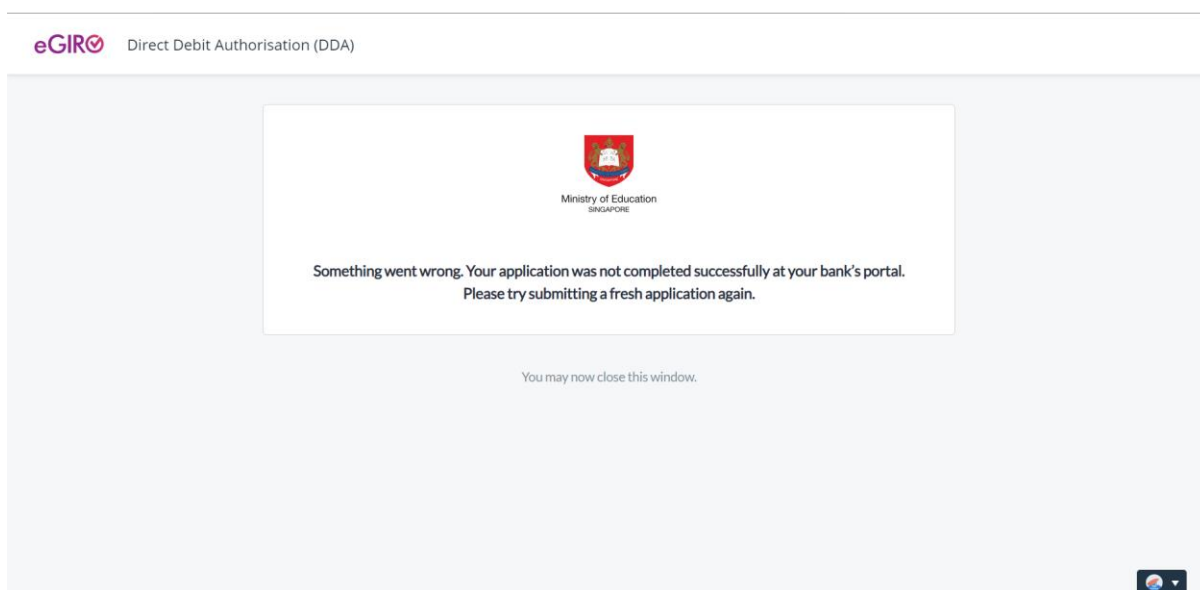 eGIRO
Direct Debit Authorisation (DDA)
Ministry of Education
SINGAPORE
Something went wrong. Your application was not completed successfully at your bank's portal.
Please try submitting a fresh application again.
You may now close this window.